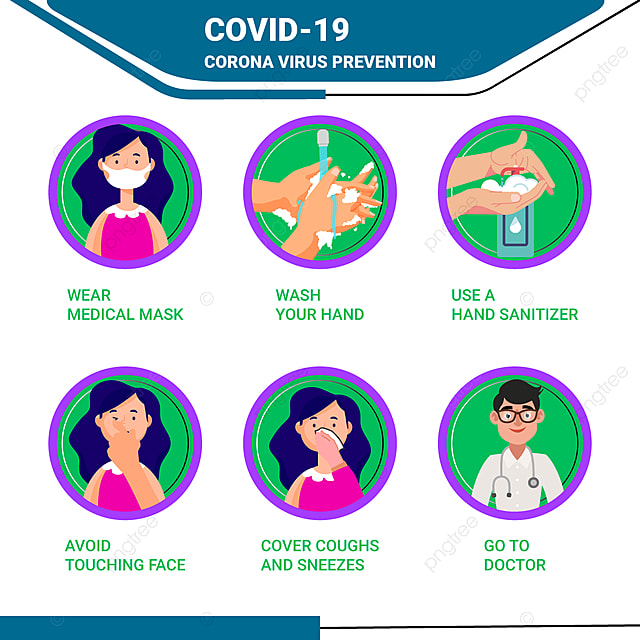 COVID-19
CORONA VIRUS PREVENTION
WEAR
MEDICAL MASK
WASH
YOUR HAND
USE A
HAND SANITIZER
AVOID
TOUCHING FACE
COVER COUGHS
AND SNEEZES
GO TO
DOCTOR
pngtree